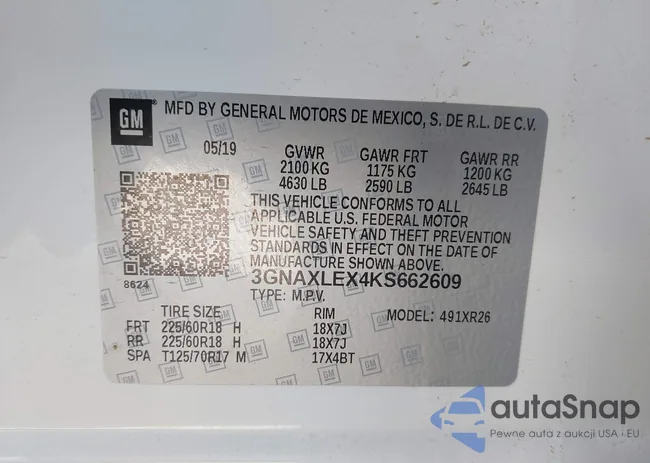 GM
MFD BY GENERAL MOTORS DE MEXICO, S. DE R.L. DE C.V.
05/19 GVWR GAWR FRT GAWR RR
2100 KG 1175 KG 1200 KG
4630 LB 2590 LB 2645 LB
THIS VEHICLE CONFORMS TO ALL
APPLICABLE U.S. FEDERAL MOTOR
VEHICLE SAFETY AND THEFT PREVENTION
STANDARDS IN EFFECT ON THE DATE OF
MANUFACTURE SHOWN ABOVE.
8624
3GNAXLEX4KS662609
TYPE: M.P.V.
TIRE SIZE RIM MODEL: 491XR26
FRT 225/60R18 H 18X7J
RR 225/60R18 H 18X7J
SPA T125/70R17 M 17X4BT
autaSnap
Pewne auta z aukcji USA i EU